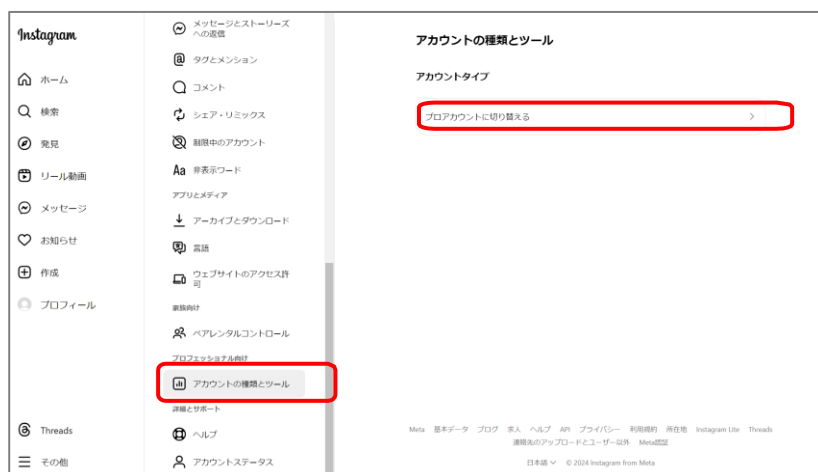 Instagram
ホーム
検索
発見
リール動画
メッセージ
お知らせ
作成
プロフィール
Threads
その他
メッセージとストーリーズ
への返信
タグとメンション
コメント
シェア・リミックス
制限中のアカウント
Aa 非表示ワード
アプリとメディア
アーカイブとダウンロード
言語
ウェブサイトのアクセス許
可
家族向け
ペアレンタルコントロール
プロフェッショナル向け
アカウントの種類とツール
詳細とサポート
ヘルプ
アカウントステータス
アカウントの種類とツール
アカウントタイプ
プロアカウントに切り替える
Meta 基本データ ブログ 求人 ヘルプ API プライバシー 利用規約 所在地 Instagram Lite Threads
連絡先のアップロードとユーザー以外 Meta認証
日本語 © 2024 Instagram from Meta